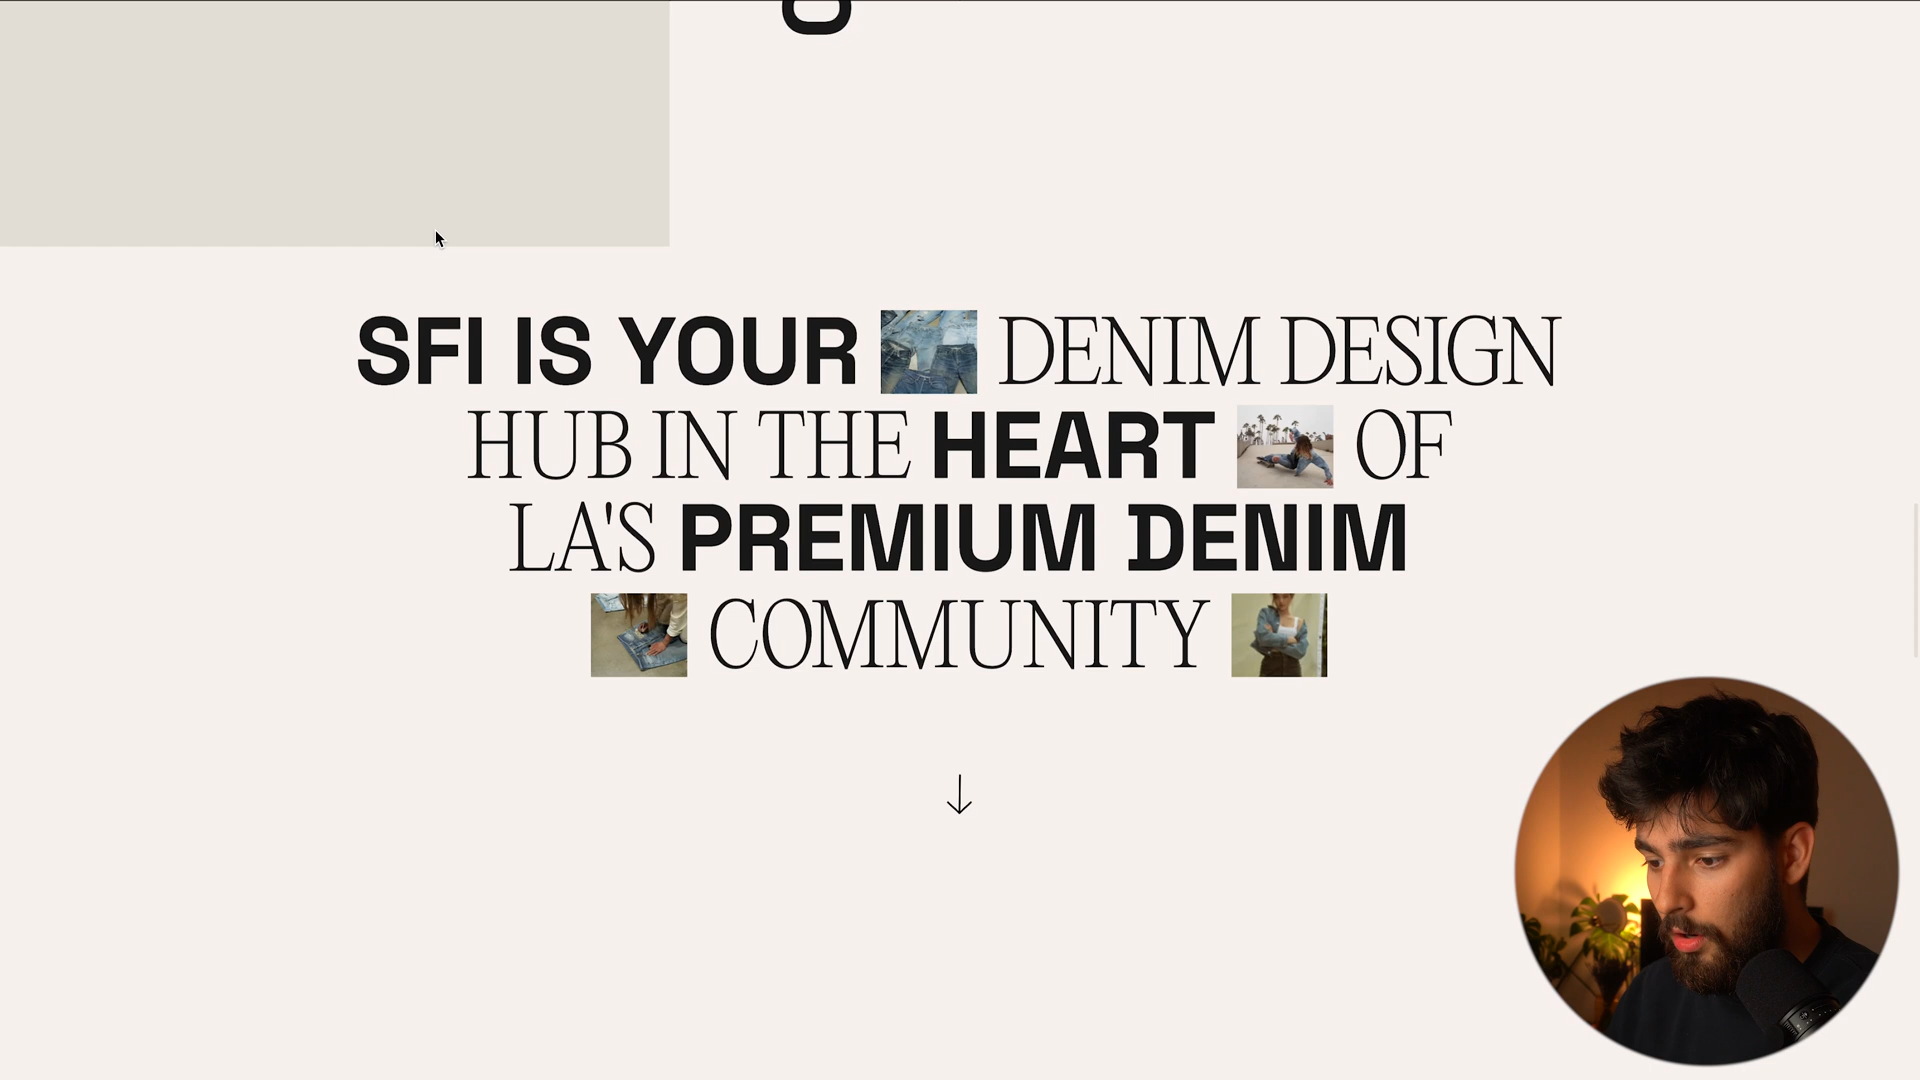 SFI IS YOUR DENIM DESIGN
HUB IN THE HEART OF
LA'S PREMIUM DENIM
COMMUNITY